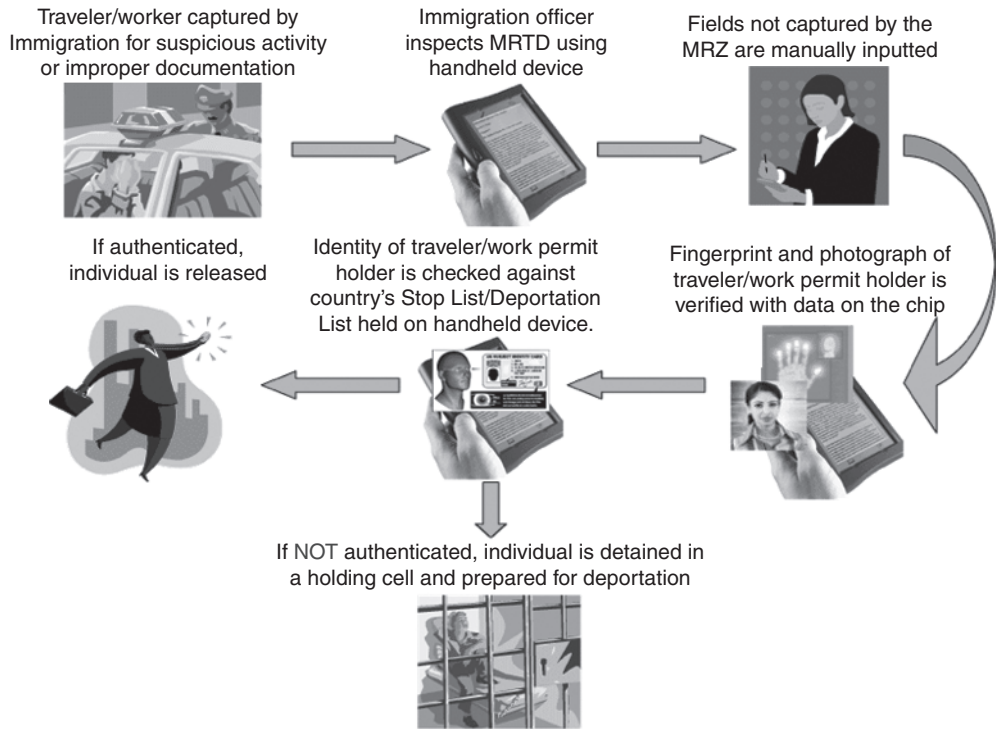 Traveler/worker captured by
Immigration for suspicious activity
or improper documentation
Immigration officer
inspects MRTD using
handheld device
Fields not captured by the
MRZ are manually inputted
Fingerprint and photograph of
traveler/work permit holder is
verified with data on the chip
Identity of traveler/work permit
holder is checked against
country's Stop List/Deportation
List held on handheld device.
If authenticated,
individual is released
If NOT authenticated, individual is detained in
a holding cell and prepared for deportation